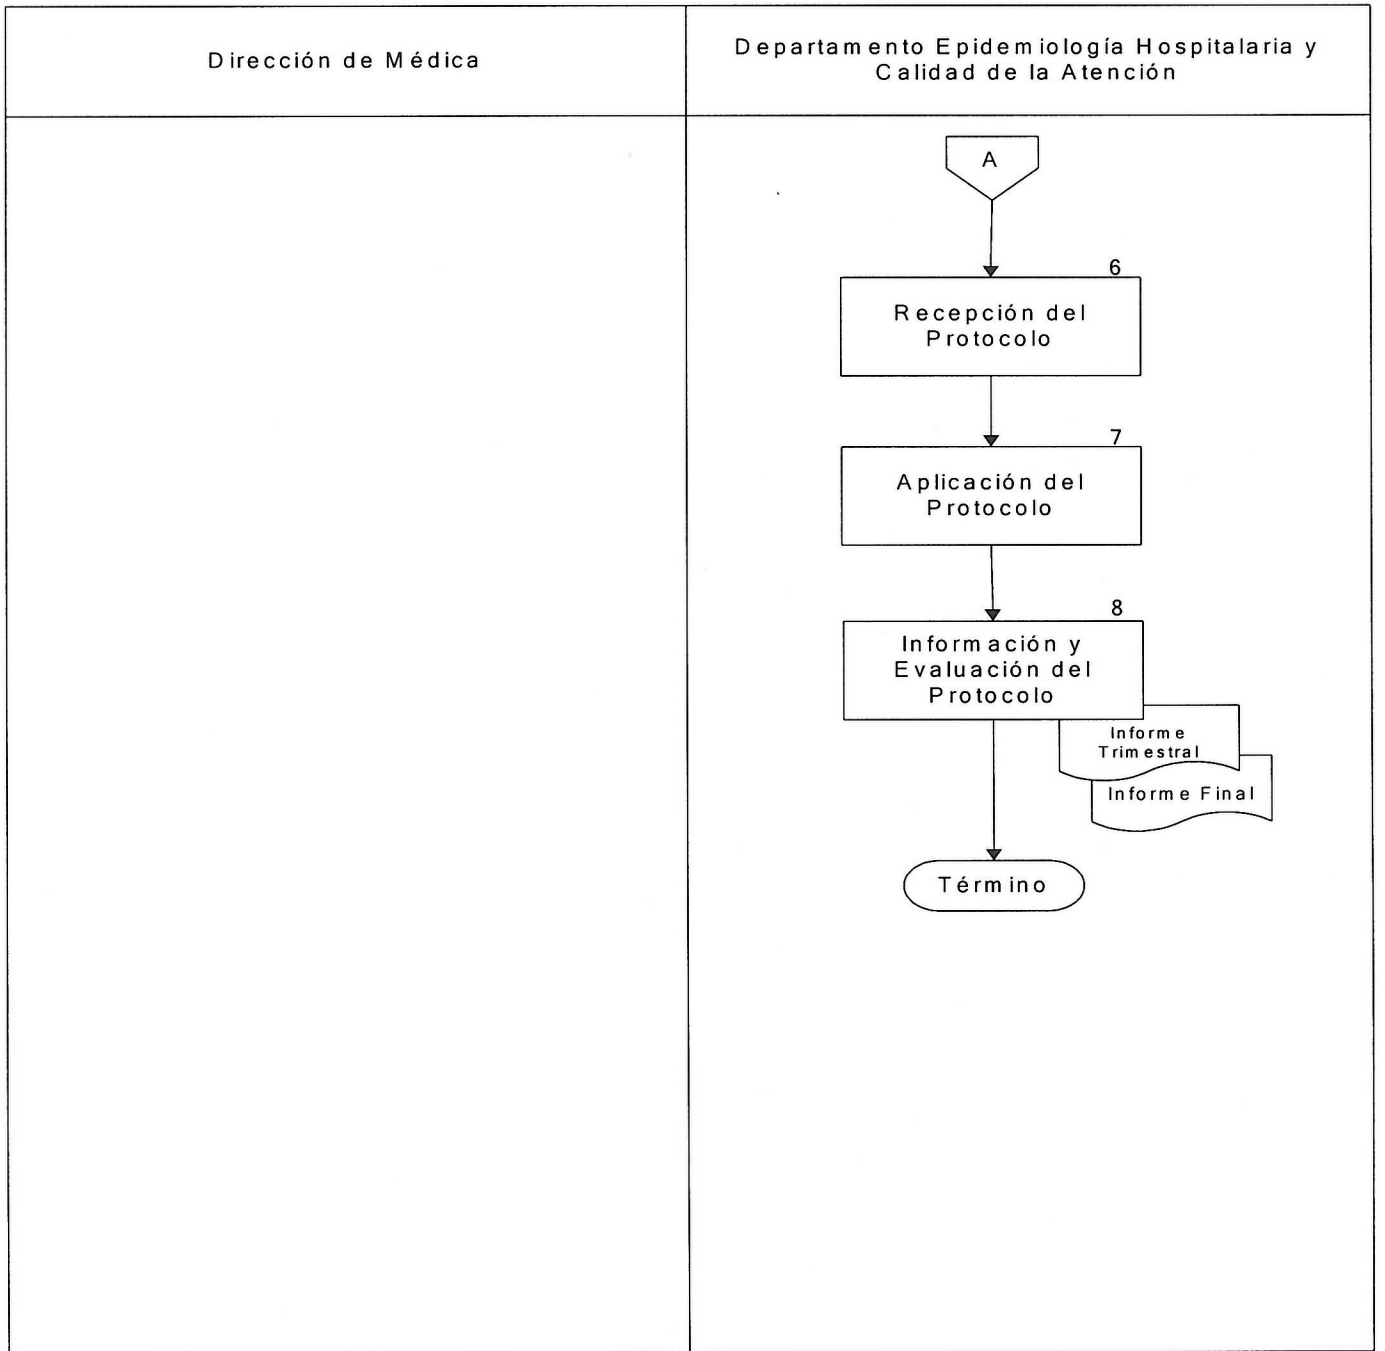 Dirección de Médica
Departamento Epidemiología Hospitalaria y
Calidad de la Atención
A
6
Recepción del
Protocolo
7
Aplicación del
Protocolo
8
Información y
Evaluación del
Protocolo
Informe
Trimestral
Informe Final
Término